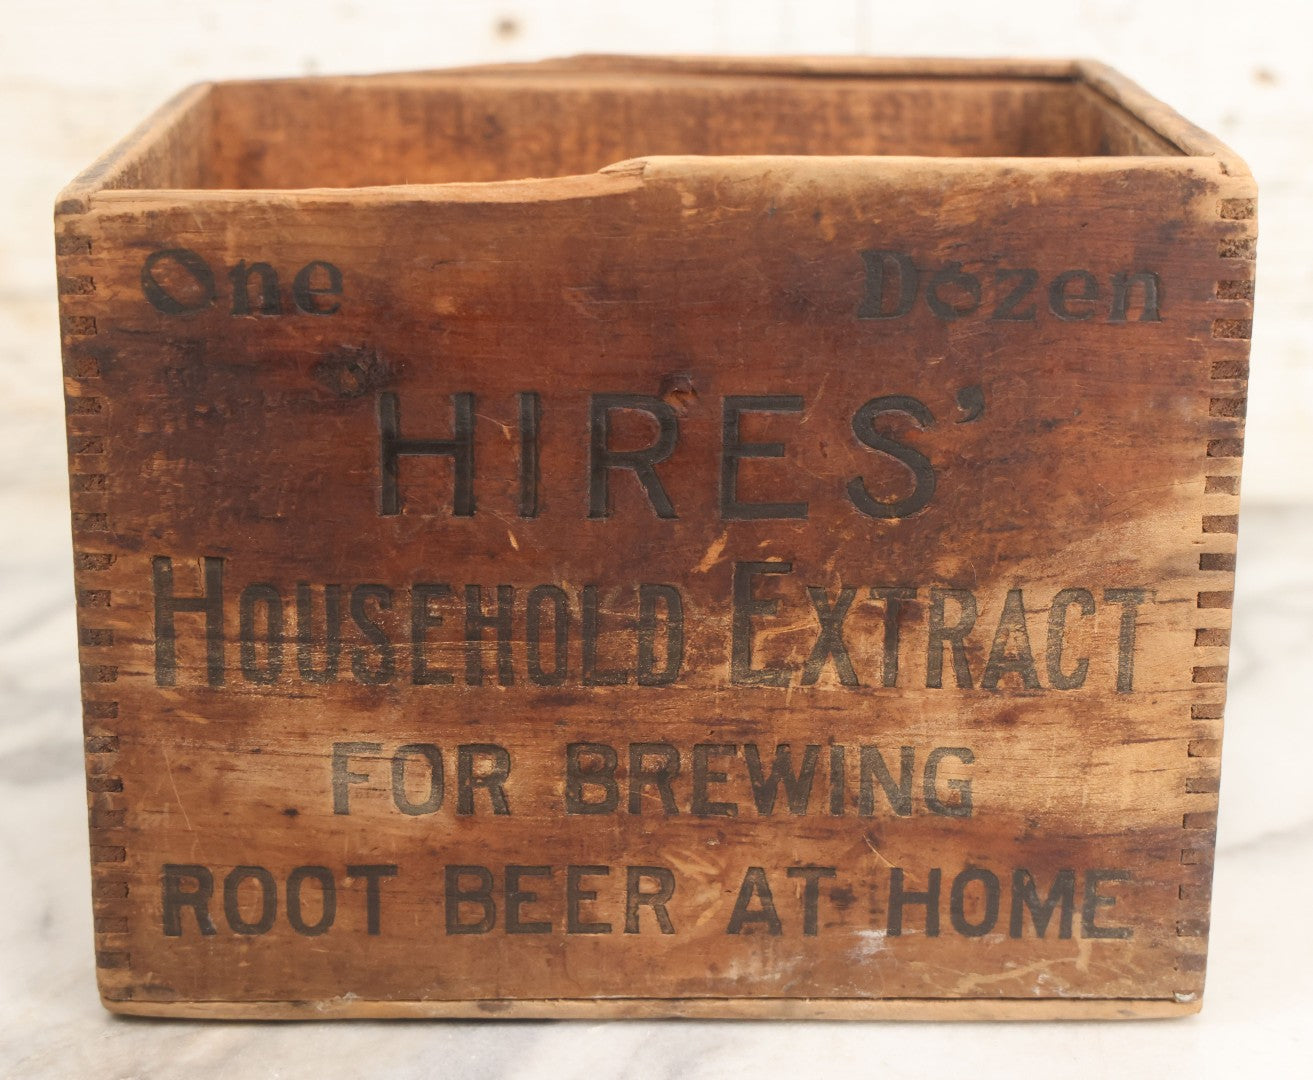 One Dozen
HIRES'
HOUSEHOLD EXTRACT
FOR BREWING
ROOT BEER AT HOME